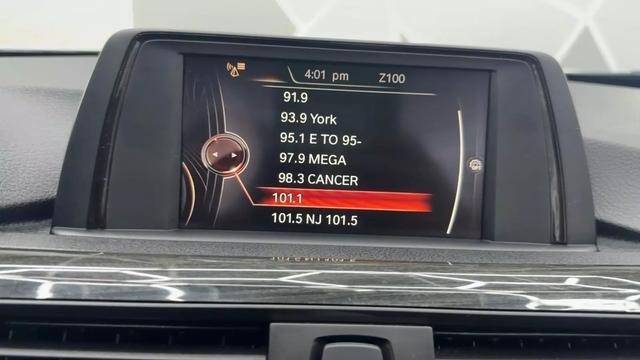 4:01 pm Z100
91.9
93.9 York
95.1 E TO 95-
97.9 MEGA
98.3 CANCER
101.1
101.5 NJ 101.5